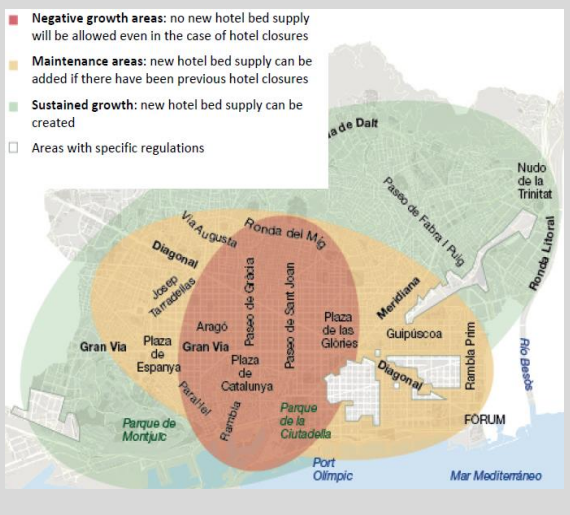 Negative growth areas: no new hotel bed supply
will be allowed even in the case of hotel closures
Maintenance areas: new hotel bed supply can be
added if there have been previous hotel closures
Sustained growth: new hotel bed supply can be
created
Areas with specific regulations
de Dalt
Nudo
de la
Trinitat
Paseo de Fabra I Puig
Via Augusta
Ronda del Mig
Ronda Litoral
Diagonal
Josep
Tarradellas
Paseo de Gràcia
Paseo de Sant Joan
Meridiana
Aragó
Plaza
de las
Glòries
Guipúscoa
Gran Via
Plaza
de
Espanya
Gran Via
Plaza
de
Catalunya
Diagonal
Rambla Prim
Río Besòs
Paral·lel
Rambla
Parque de
Montjuïc
Parque
de la
Ciutadella
FÒRUM
Port
Olímpic
Mar Mediterráneo